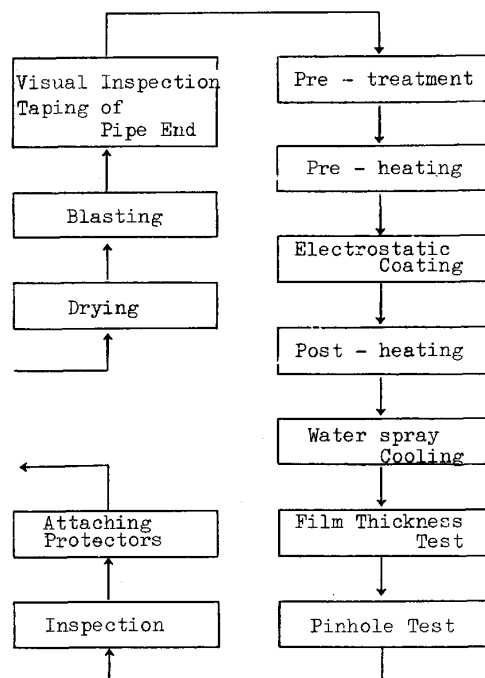 Visual Inspection
Taping of
Pipe End
Blasting
Drying
Attaching
Protectors
Inspection
Pre - treatment
Pre - heating
Electrostatic
Coating
Post - heating
Water spray
Cooling
Film Thickness
Test
Pinhole Test